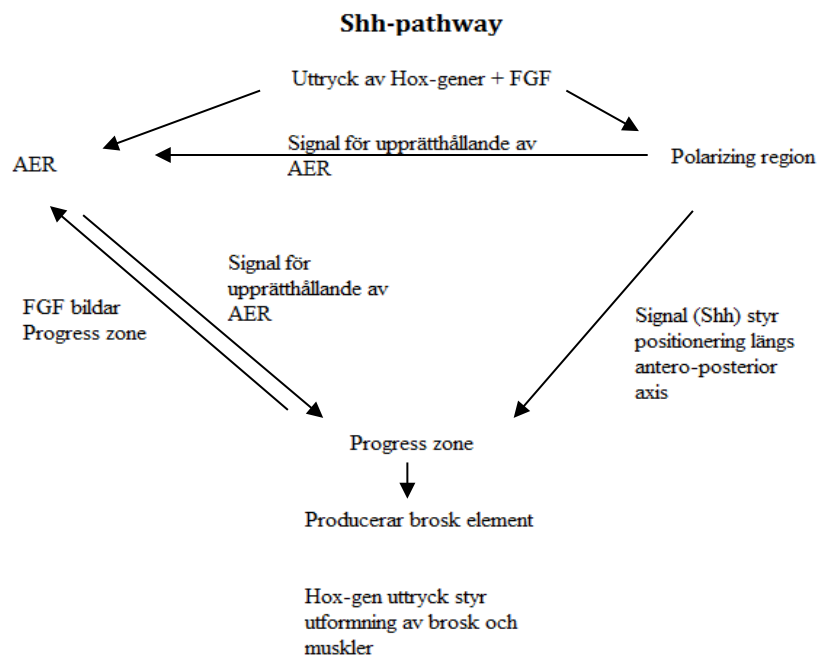 Shh-pathway
Uttryck av Hox-gener + FGF
Signal för upprätthållande av
AER
AER
Polarizing region
Signal för
upprätthållande av
AER
FGF bildar
Progress zone
Signal (Shh) styr
positionering längs
antero-posterior
axis
Progress zone
Producerar brosk element
Hox-gen uttryck styr
utformning av brosk och
muskler